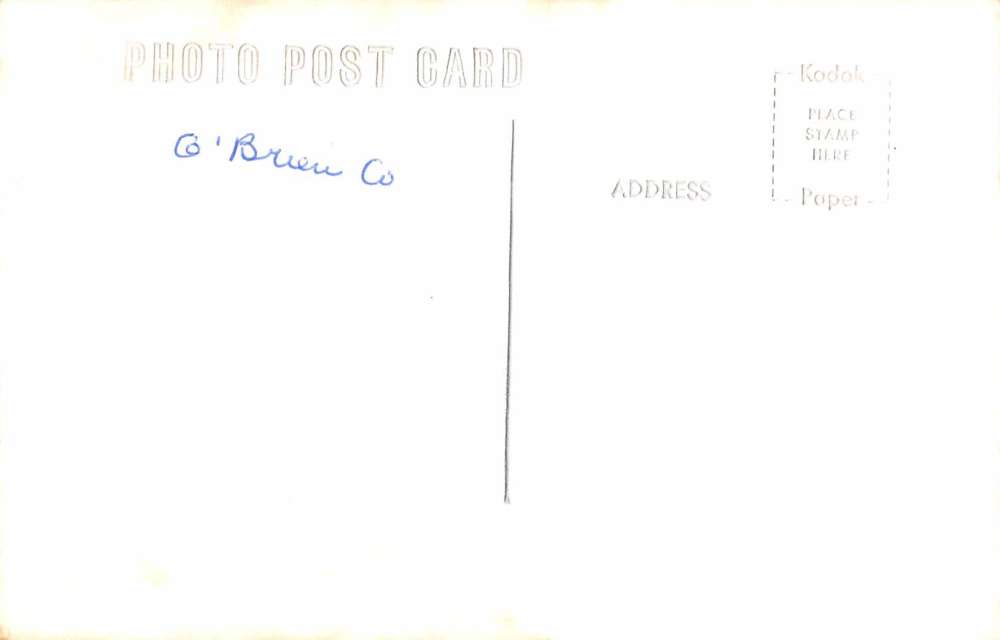 PHOTO POST CARD
O'Brien Co
ADDRESS
Kodak
PLACE
STAMP
HERE
Paper